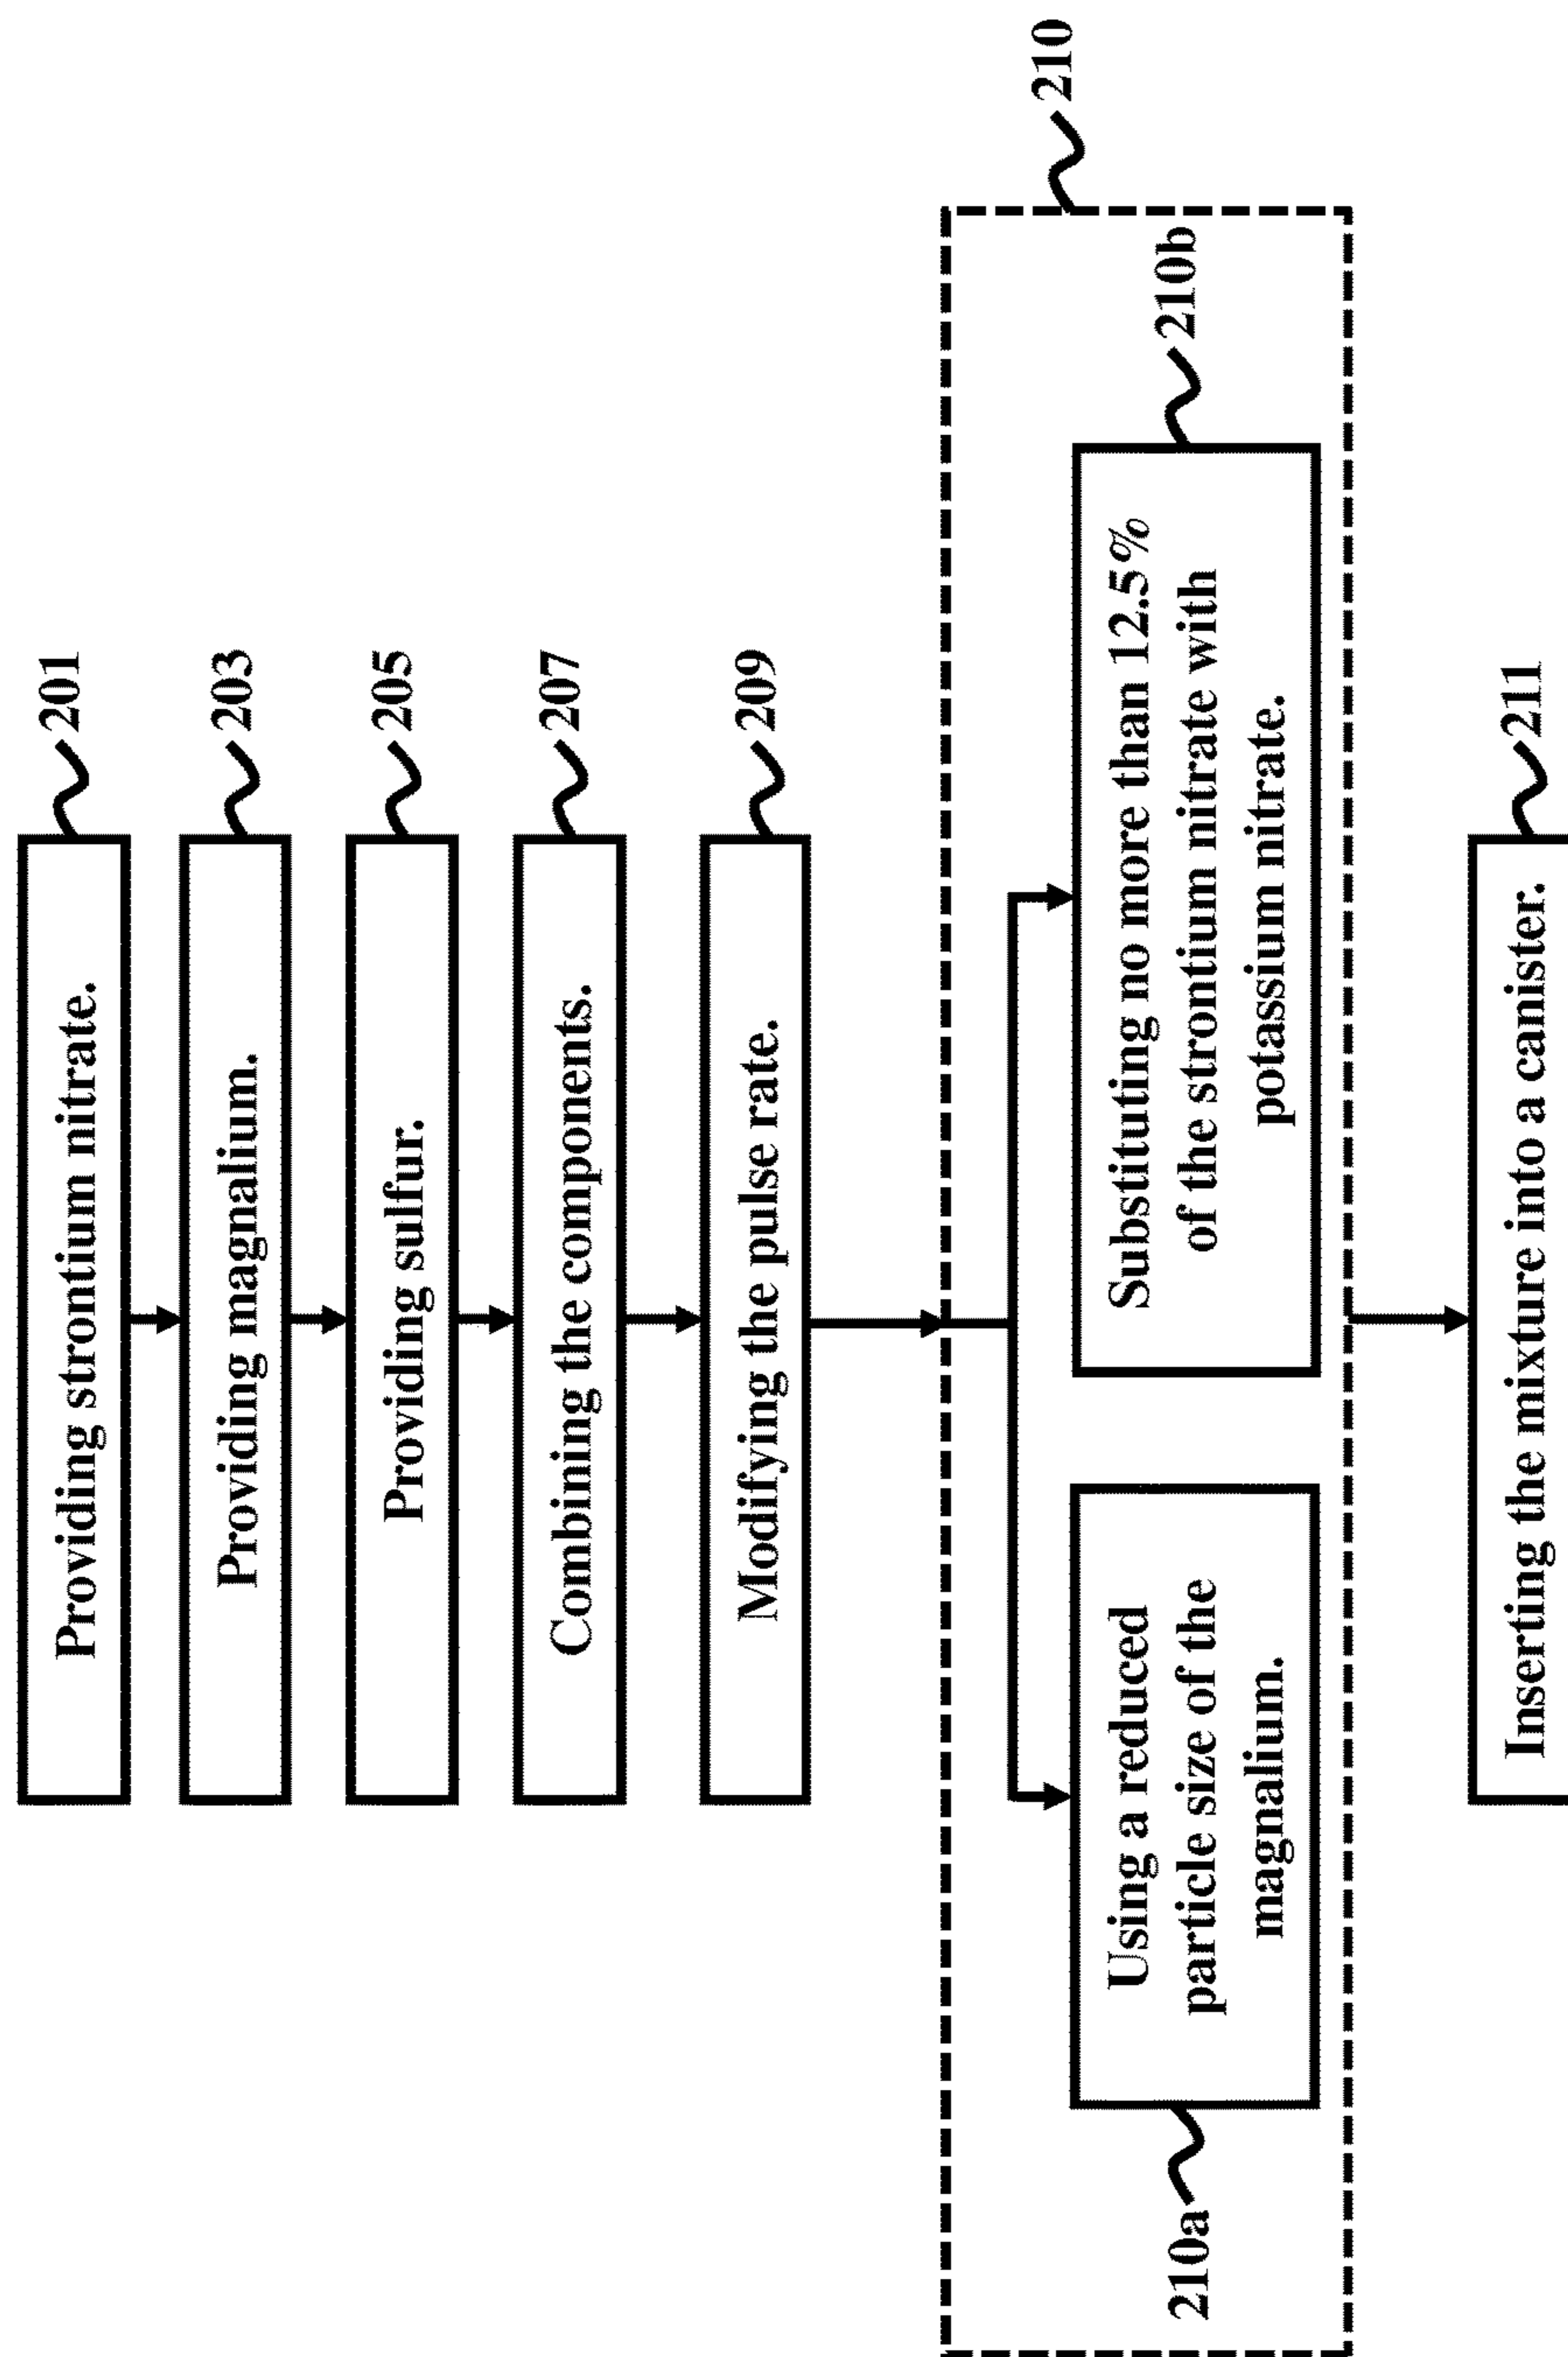 Providing strontium nitrate.
201
Providing magnalium.
203
Providing sulfur.
205
Combining the components.
207
Modifying the pulse rate.
209
210
210a
Using a reduced
particle size of the
magnalium.
Substituting no more than 12.5%
of the strontium nitrate with
potassium nitrate.
210b
Inserting the mixture into a canister.
211